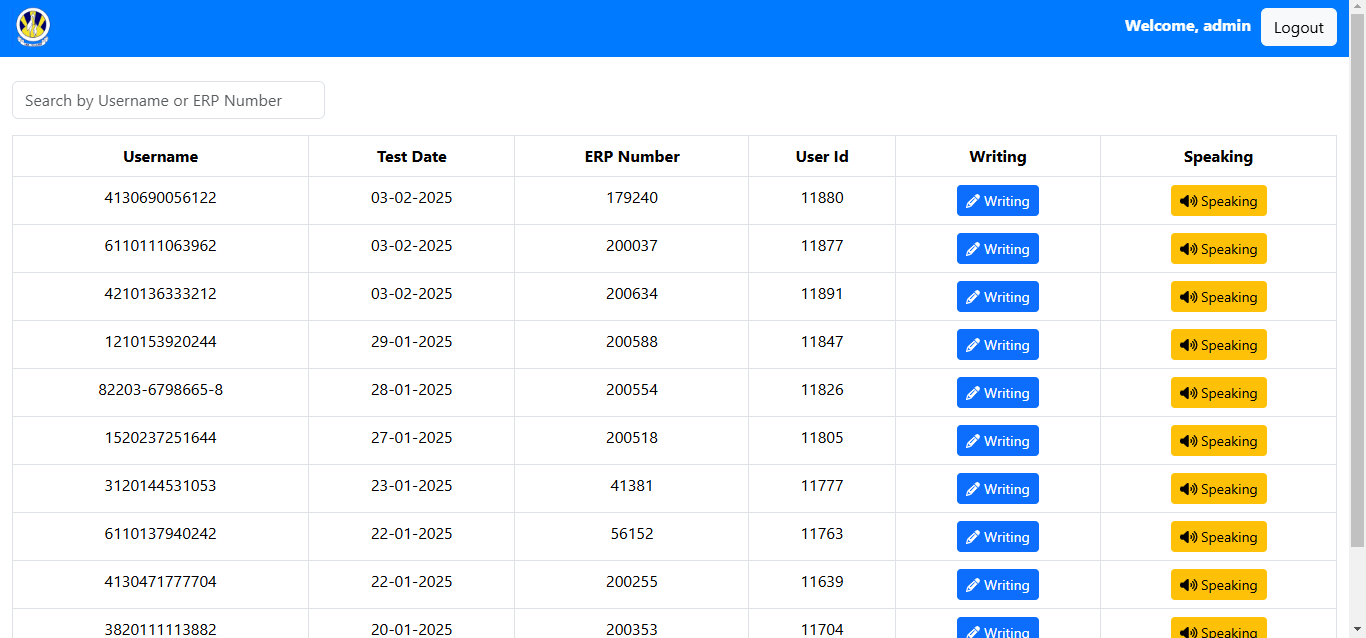 Welcome, admin Logout
Search by Username or ERP Number
Username Test Date ERP Number User Id Writing Speaking
4130690056122 03-02-2025 179240 11880 Writing Speaking
6110111063962 03-02-2025 200037 11877 Writing Speaking
4210136333212 03-02-2025 200634 11891 Writing Speaking
1210153920244 29-01-2025 200588 11847 Writing Speaking
82203-6798665-8 28-01-2025 200554 11826 Writing Speaking
1520237251644 27-01-2025 200518 11805 Writing Speaking
3120144531053 23-01-2025 41381 11777 Writing Speaking
6110137940242 22-01-2025 56152 11763 Writing Speaking
4130471777704 22-01-2025 200255 11639 Writing Speaking
3820111113882 20-01-2025 200353 11704 Writing Speaking